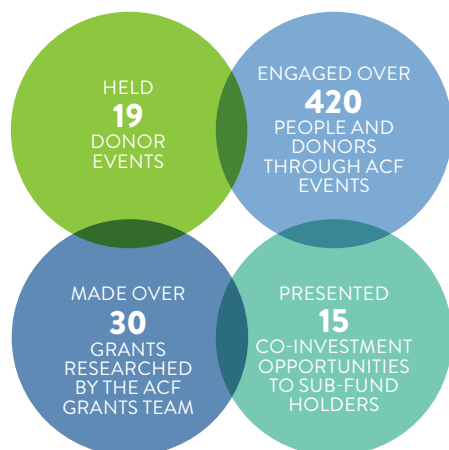 HELD
19
DONOR
EVENTS
ENGAGED OVER
420
PEOPLE AND
DONORS
THROUGH ACF
EVENTS
MADE OVER
30
GRANTS
RESEARCHED
BY THE ACF
GRANTS TEAM
PRESENTED
15
CO-INVESTMENT
OPPORTUNITIES
TO SUB-FUND
HOLDERS